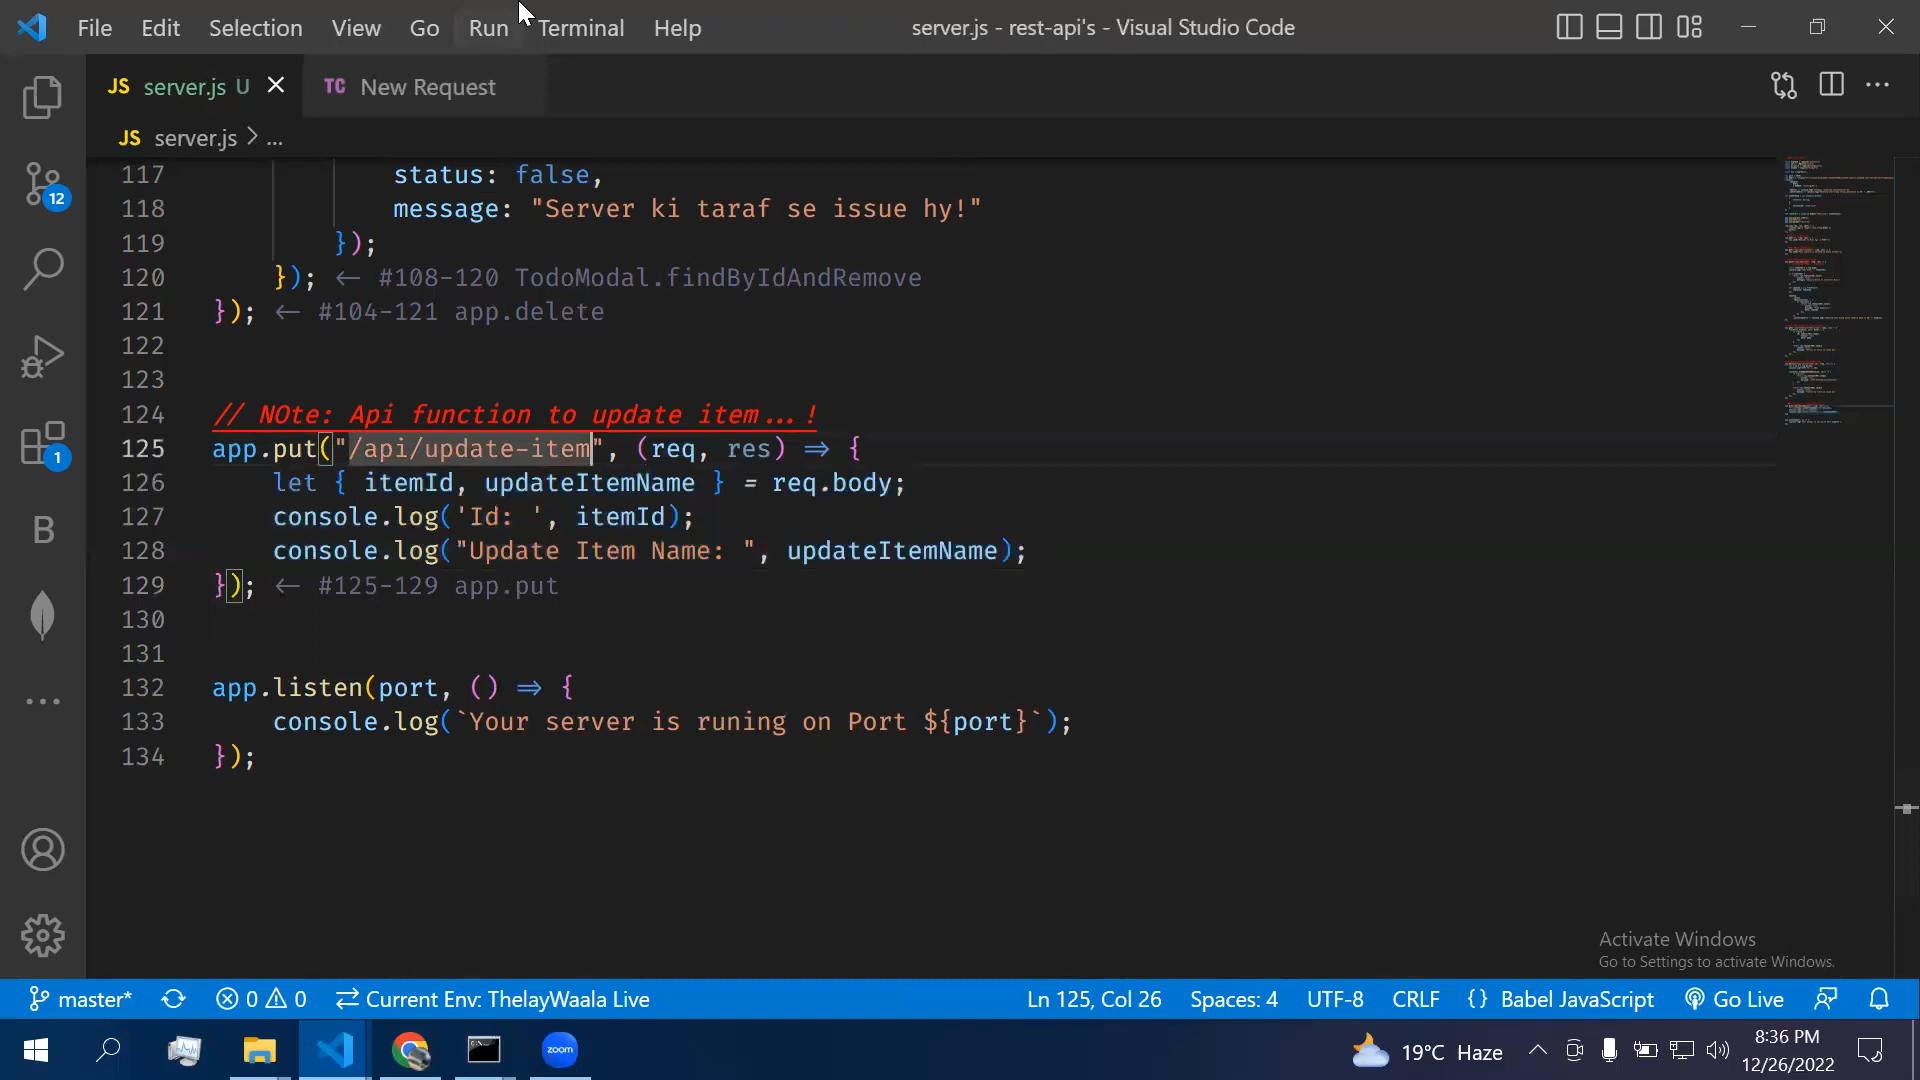 File Edit Selection View Go Run Terminal Help server.js - rest-api's - Visual Studio Code
JS server.js U TC New Request
JS server.js > ...
117 status: false,
118 message: "Server ki taraf se issue hy!"
119 });
120 }); ← #108-120 TodoModal.findByIdAndRemove
121 }); ← #104-121 app.delete
122
123
124 // NOte: Api function to update item...!
125 app.put("/api/update-item", (req, res) => {
126 let { itemId, updateItemName } = req.body;
127 console.log('Id: ', itemId);
128 console.log("Update Item Name: ", updateItemName);
129 }); ← #125-129 app.put
130
131
132 app.listen(port, () => {
133 console.log(`Your server is runing on Port ${port}`);
134 });
12
1
B
Activate Windows
Go to Settings to activate Windows.
master* 0 0 Current Env: ThelayWaala Live Ln 125, Col 26 Spaces: 4 UTF-8 CRLF {} Babel JavaScript Go Live
zoom 19°C Haze 8:36 PM
12/26/2022